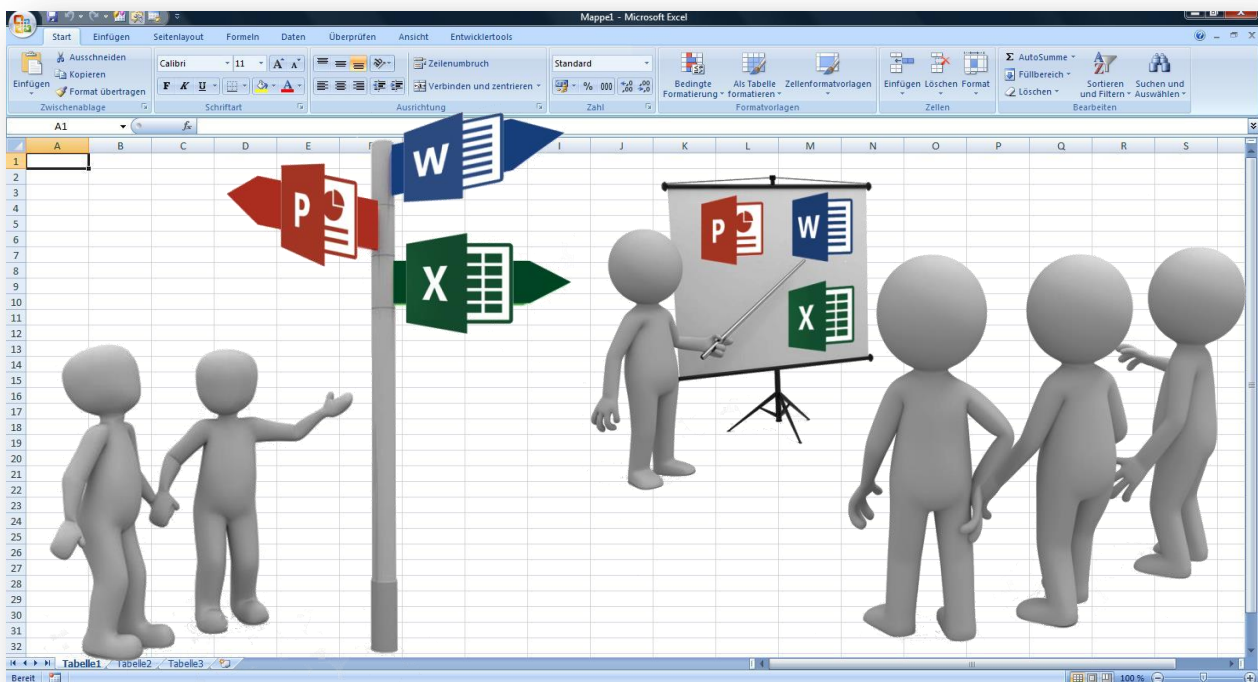 Mappe1 - Microsoft Excel
Start Einfügen Seitenlayout Formeln Daten Überprüfen Ansicht Entwicklertools
Einfügen
Ausschneiden
Kopieren
Format übertragen
Zwischenablage
Calibri 11 A A
F K U A
Schriftart
Zeilenumbruch
Verbinden und zentrieren
Ausrichtung
Standard
% 000
Zahl
Bedingte Formatierung
Als Tabelle formatieren
Zellenformatvorlagen
Formatvorlagen
Einfügen Löschen Format
Zellen
Σ AutoSumme
Füllbereich
Löschen
Sortieren und Filtern
Suchen und Auswählen
Bearbeiten
A1 fx
A B C D E F I J K L M N O P Q R S
1
2
3
4
5
6
7
8
9
10
11
12
13
14
15
16
17
18
19
20
21
22
23
24
25
26
27
28
29
30
31
32
W
P
X
P W
X
Tabelle1 Tabelle2 Tabelle3
Bereit 100 %